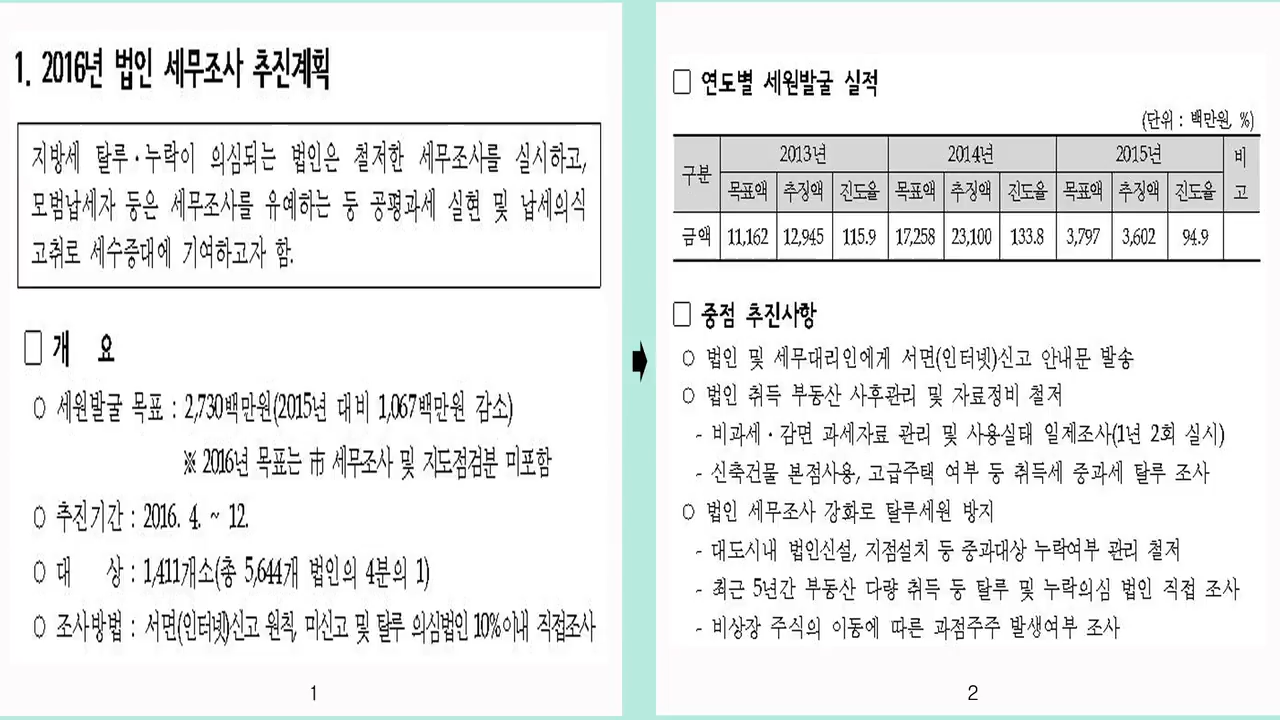 1. 2016년 법인 세무조사 추진계획
지방세 탈루·누락이 의심되는 법인은 철저한 세무조사를 실시하고,
모범납세자 등은 세무조사를 유예하는 등 공평과세 실현 및 납세의식
고취로 세수증대에 기여하고자 함.
□ 개 요
○ 세원발굴 목표 : 2,730백만원(2015년 대비 1,067백만원 감소)
※ 2016년 목표는 市 세무조사 및 지도점검분 미포함
○ 추진기간 : 2016. 4. ~ 12.
○ 대 상 : 1,411개소(총 5,644개 법인의 4분의 1)
○ 조사방법 : 서면(인터넷)신고 원칙, 미신고 및 탈루 의심법인 10%이내 직접조사
1
□ 연도별 세원발굴 실적
(단위 : 백만원, %)
구분 2013년 2014년 2015년 비고
목표액 추징액 진도율 목표액 추징액 진도율 목표액 추징액 진도율
금액 11,162 12,945 115.9 17,258 23,100 133.8 3,797 3,602 94.9
□ 중점 추진사항
○ 법인 및 세무대리인에게 서면(인터넷)신고 안내문 발송
○ 법인 취득 부동산 사후관리 및 자료정비 철저
- 비과세·감면 과세자료 관리 및 사용실태 일제조사(1년 2회 실시)
- 신축건물 본점사용, 고급주택 여부 등 취득세 중과세 탈루 조사
○ 법인 세무조사 강화로 탈루세원 방지
- 대도시내 법인신설, 지점설치 등 중과대상 누락여부 관리 철저
- 최근 5년간 부동산 다량 취득 등 탈루 및 누락의심 법인 직접 조사
- 비상장 주식의 이동에 따른 과점주주 발생여부 조사
2